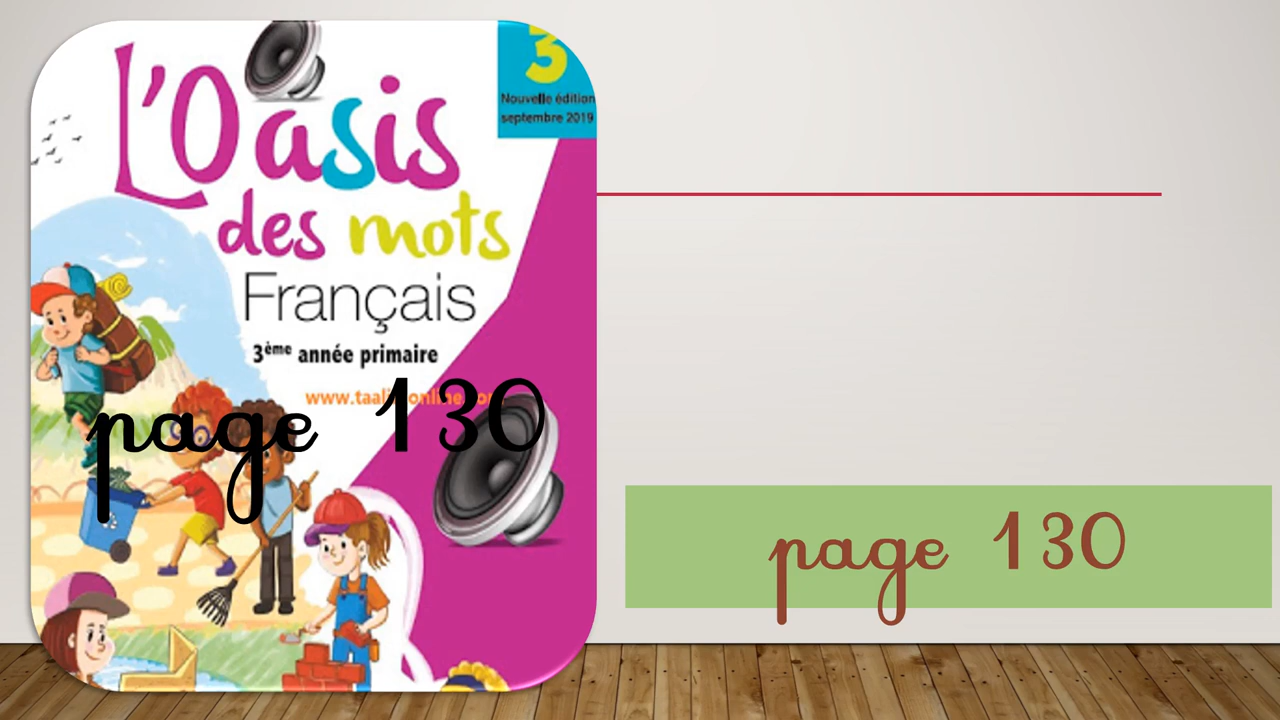 L'Oasis
des mots
Français
3ème année primaire
3
Nouvelle édition
septembre 2019
page 130
page 130